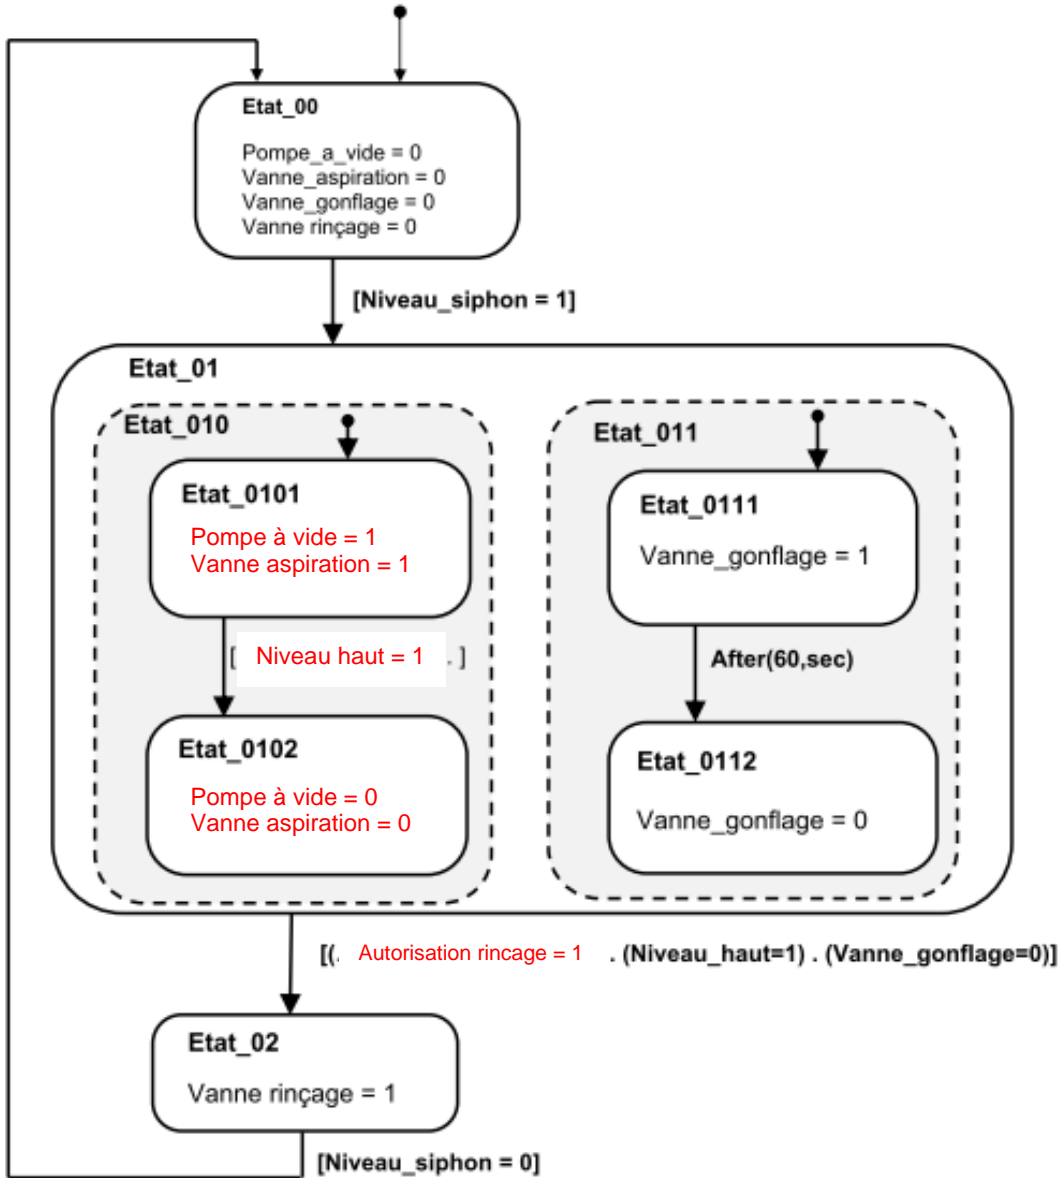 Etat_00
Pompe_a_vide = 0
Vanne_aspiration = 0
Vanne_gonflage = 0
Vanne rinçage = 0
[Niveau_siphon = 1]
Etat_01
Etat_010
Etat_0101
Pompe à vide = 1
Vanne aspiration = 1
[ Niveau haut = 1 . ]
Etat_0102
Pompe à vide = 0
Vanne aspiration = 0
Etat_011
Etat_0111
Vanne_gonflage = 1
After(60,sec)
Etat_0112
Vanne_gonflage = 0
[(. Autorisation rincage = 1 . (Niveau_haut=1) . (Vanne_gonflage=0)]
Etat_02
Vanne rinçage = 1
[Niveau_siphon = 0]